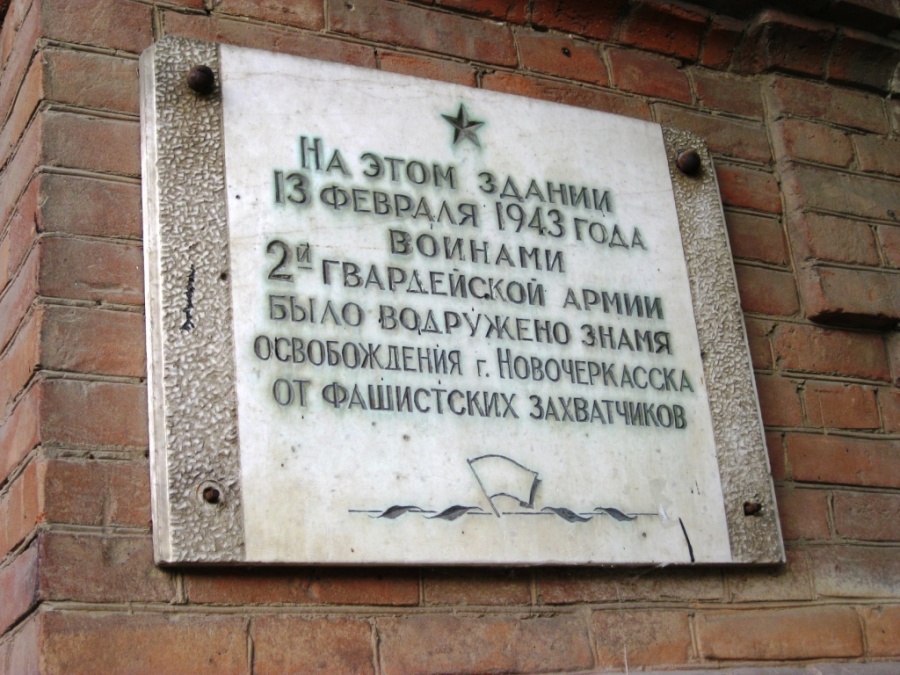 На этом здании
13 февраля 1943 года
воинами
2й гвардейской армии
было водружено знамя
освобождения г. Новочеркасска
от фашистских захватчиков